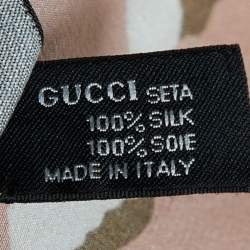 GUCCI SETA
100% SILK
100% SOIE
MADE IN ITALY